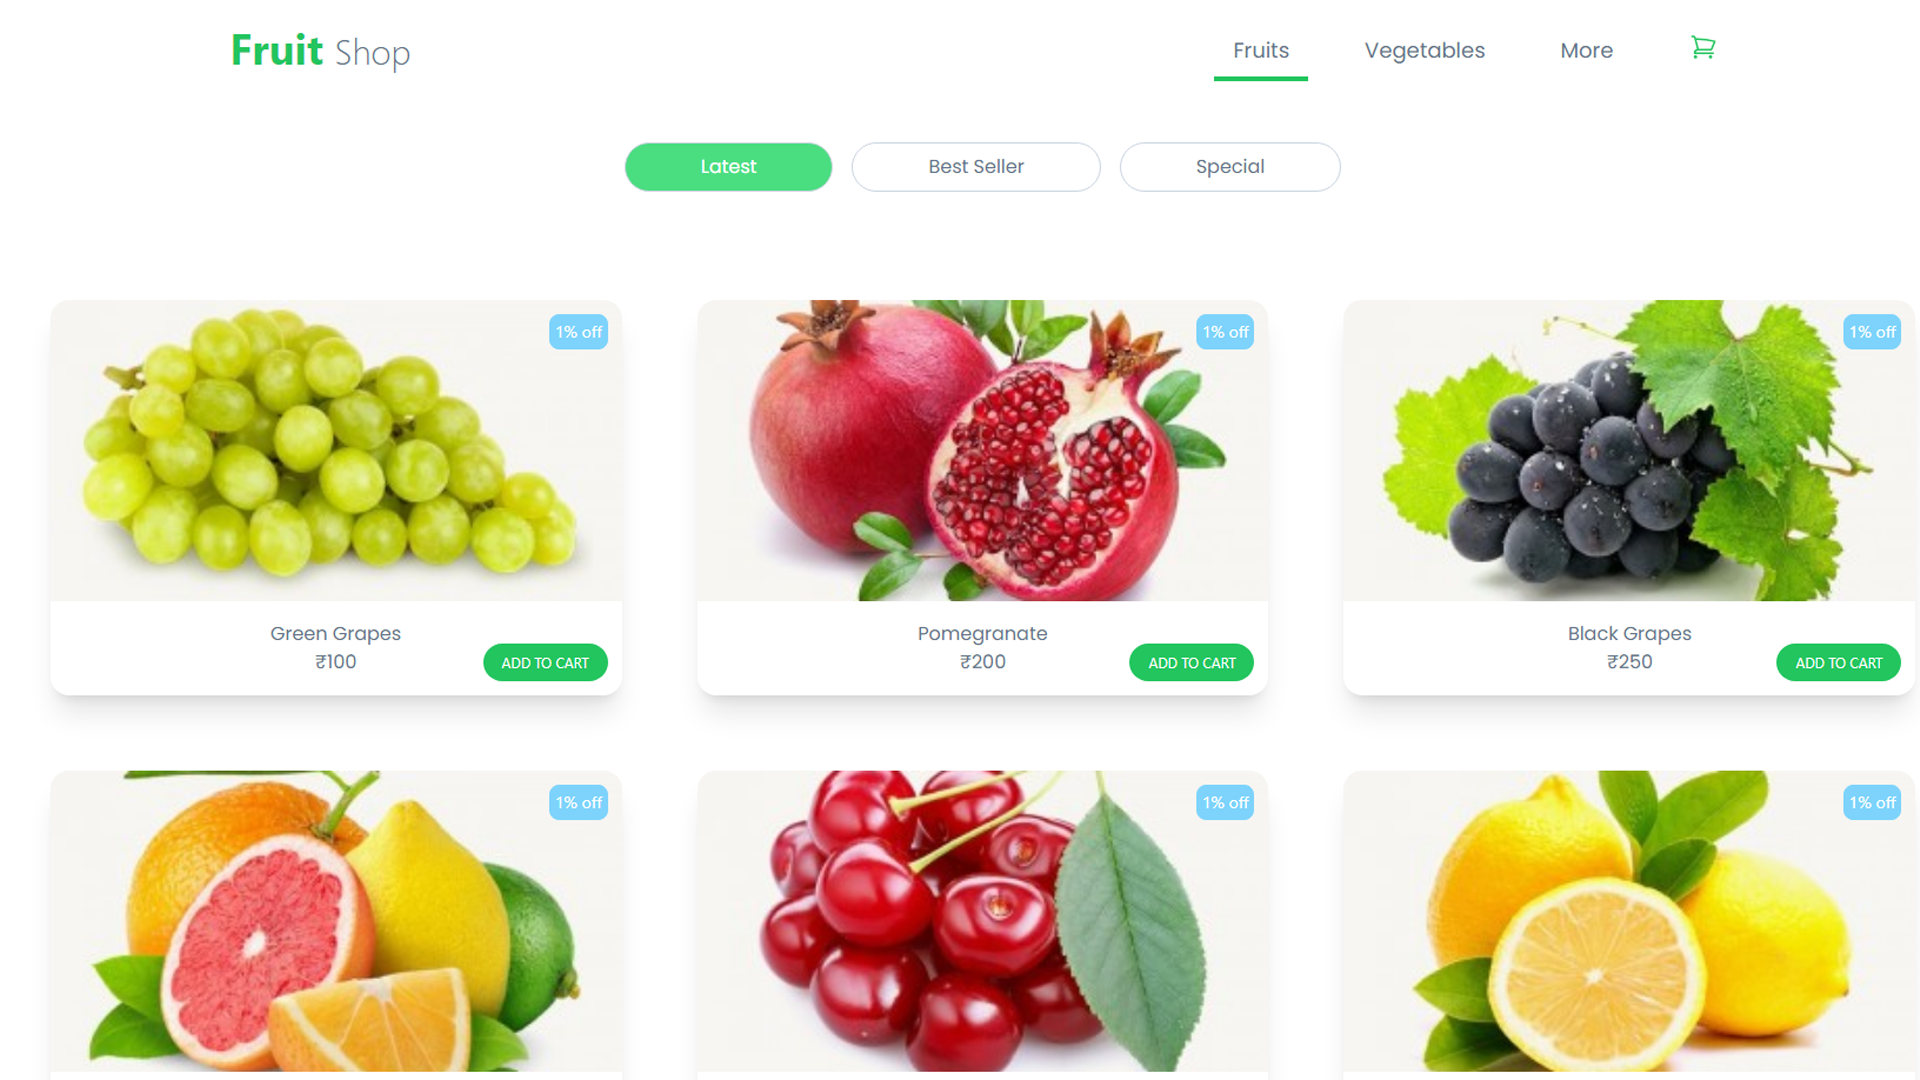 Fruit Shop
Fruits
Vegetables
More
Latest
Best Seller
Special
1% off
1% off
1% off
Green Grapes
₹100
ADD TO CART
Pomegranate
₹200
ADD TO CART
Black Grapes
₹250
ADD TO CART
1% off
1% off
1% off